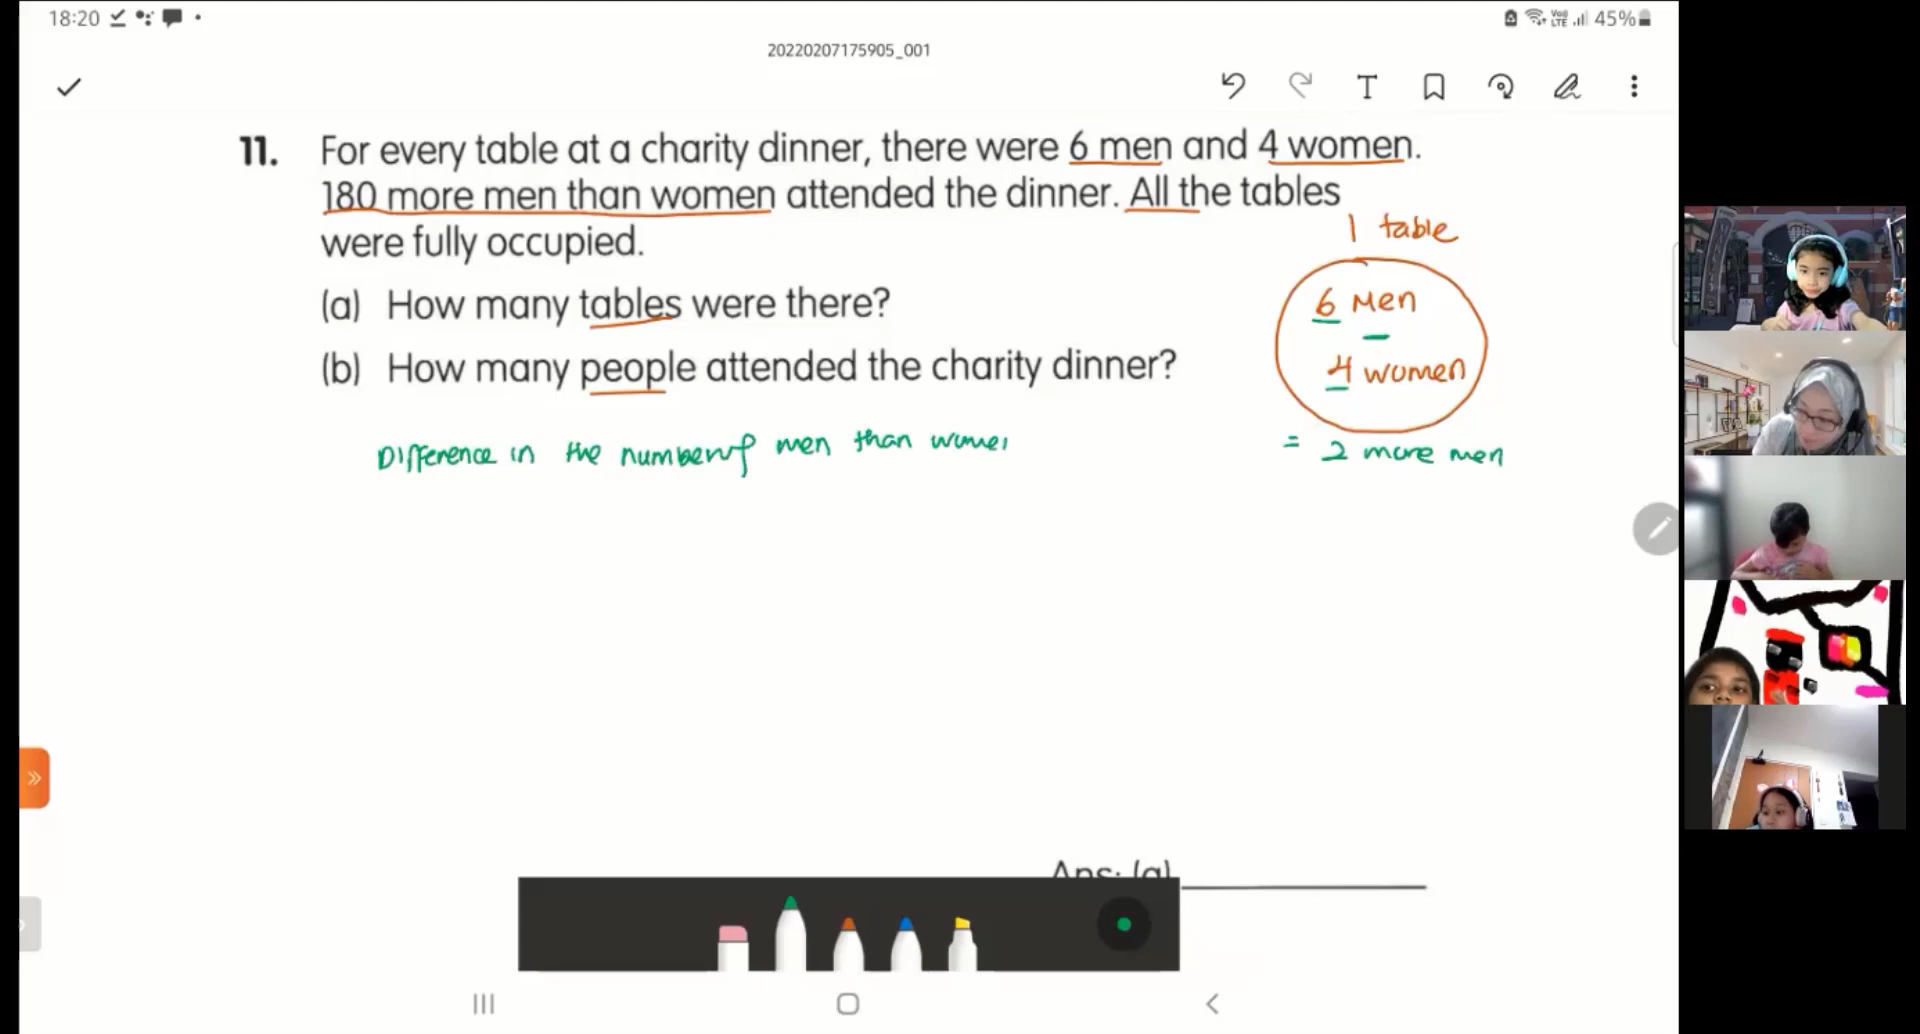 18:20
VoD LTE 45%
20220207175905_001
T
11. For every table at a charity dinner, there were 6 men and 4 women.
180 more men than women attended the dinner. All the tables
were fully occupied.
1 table
6 Men
- 
4 women
= 2 more men
(a) How many tables were there?
(b) How many people attended the charity dinner?
Difference in the number of men than women
Ans: (a)